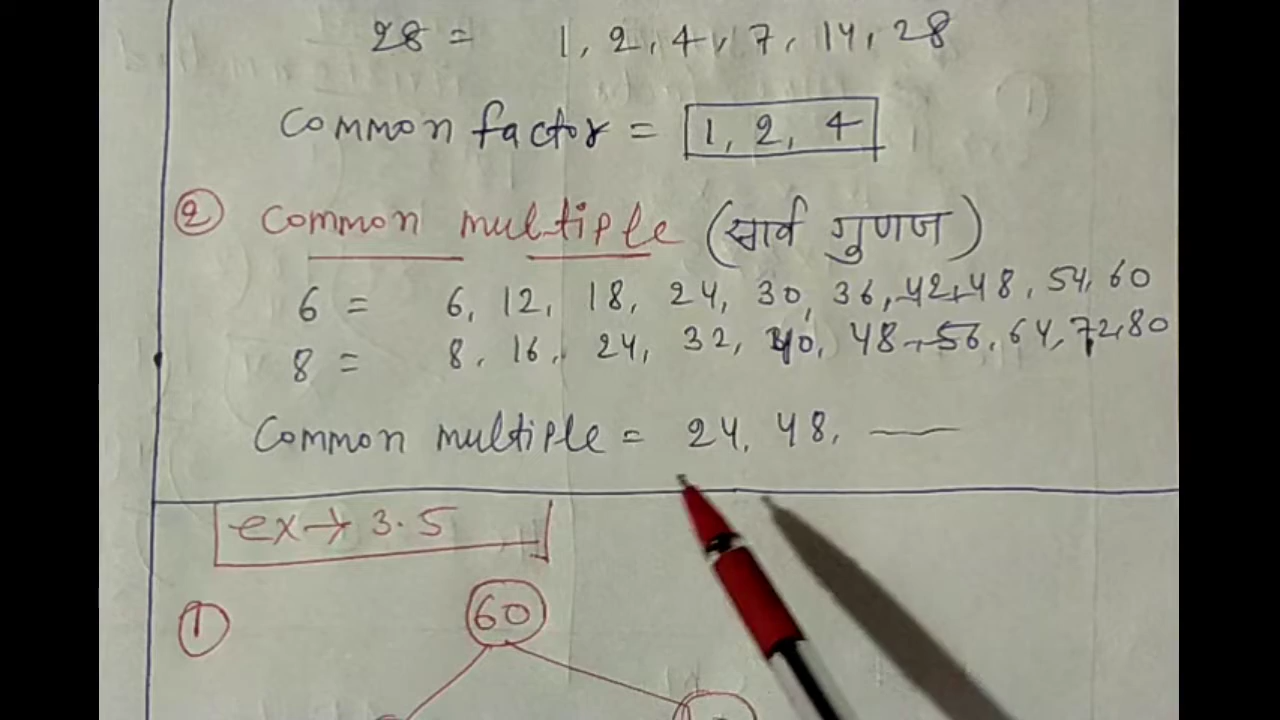 28 = 1, 2, 4, 7, 14, 28
Common factor = 1, 2, 4
② Common multiple (सार्व गुणज)
6 = 6, 12, 18, 24, 30, 36, 42, 48, 54, 60
8 = 8, 16, 24, 32, 40, 48, 56, 64, 72, 80
Common multiple = 24, 48, —
ex→ 3.5
① 60